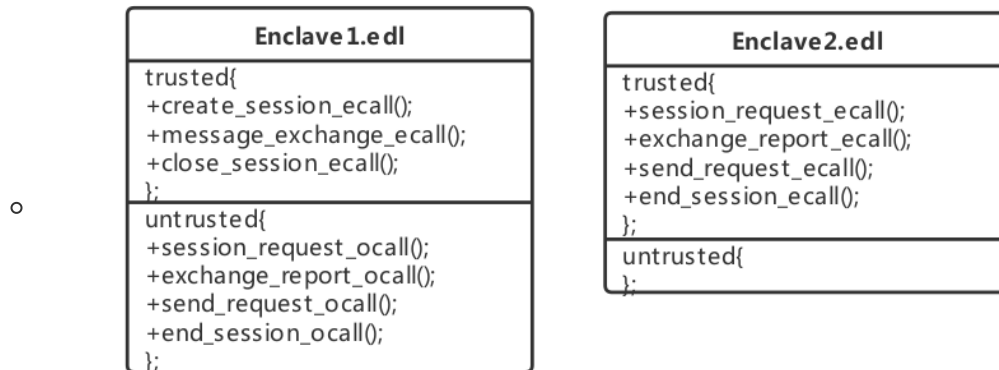 Enclave1.edl
trusted{
+create_session_ecall();
+message_exchange_ecall();
+close_session_ecall();
};
untrusted{
+session_request_ocall();
+exchange_report_ocall();
+send_request_ocall();
+end_session_ocall();
};
Enclave2.edl
trusted{
+session_request_ecall();
+exchange_report_ecall();
+send_request_ecall();
+end_session_ecall();
};
untrusted{
};